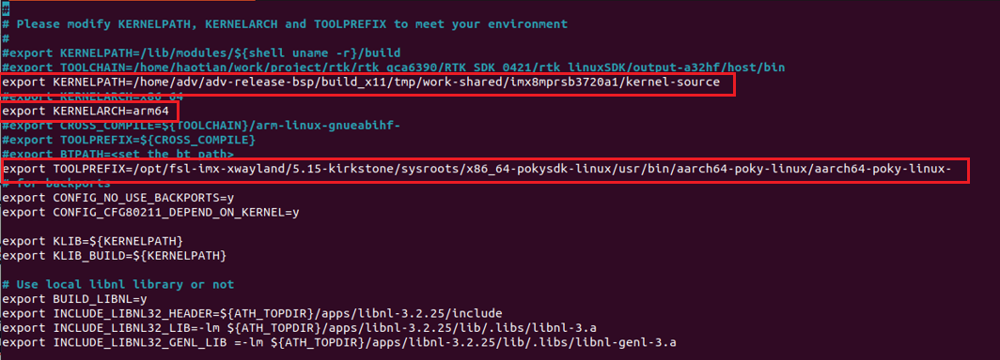 #
# Please modify KERNELPATH, KERNELARCH and TOOLPREFIX to meet your environment
#
#export KERNELPATH=/lib/modules/${shell uname -r}/build
#export TOOLCHAIN=/home/haotian/work/project/rtk/rtk_qca6390/RTK_SDK_0421/rtk_linuxSDK/output-a32hf/host/bin
export KERNELPATH=/home/adv/adv-release-bsp/build_x11/tmp/work-shared/imx8mprsb3720a1/kernel-source
#export KERNELARCH=x86_64
export KERNELARCH=arm64
#export CROSS_COMPILE=${TOOLCHAIN}/arm-linux-gnueabihf-
#export TOOLPREFIX=${CROSS_COMPILE}
#export BTPATH=<set the bt path>
export TOOLPREFIX=/opt/fsl-imx-xwayland/5.15-kirkstone/sysroots/x86_64-pokysdk-linux/usr/bin/aarch64-poky-linux/aarch64-poky-linux-
# for backports
export CONFIG_NO_USE_BACKPORTS=y
export CONFIG_CFG80211_DEPEND_ON_KERNEL=y
export KLIB=${KERNELPATH}
export KLIB_BUILD=${KERNELPATH}
# Use local libnl library or not
export BUILD_LIBNL=y
export INCLUDE_LIBNL32_HEADER=${ATH_TOPDIR}/apps/libnl-3.2.25/include
export INCLUDE_LIBNL32_LIB=-lm ${ATH_TOPDIR}/apps/libnl-3.2.25/lib/.libs/libnl-3.a
export INCLUDE_LIBNL32_GENL_LIB =-lm ${ATH_TOPDIR}/apps/libnl-3.2.25/lib/.libs/libnl-genl-3.a